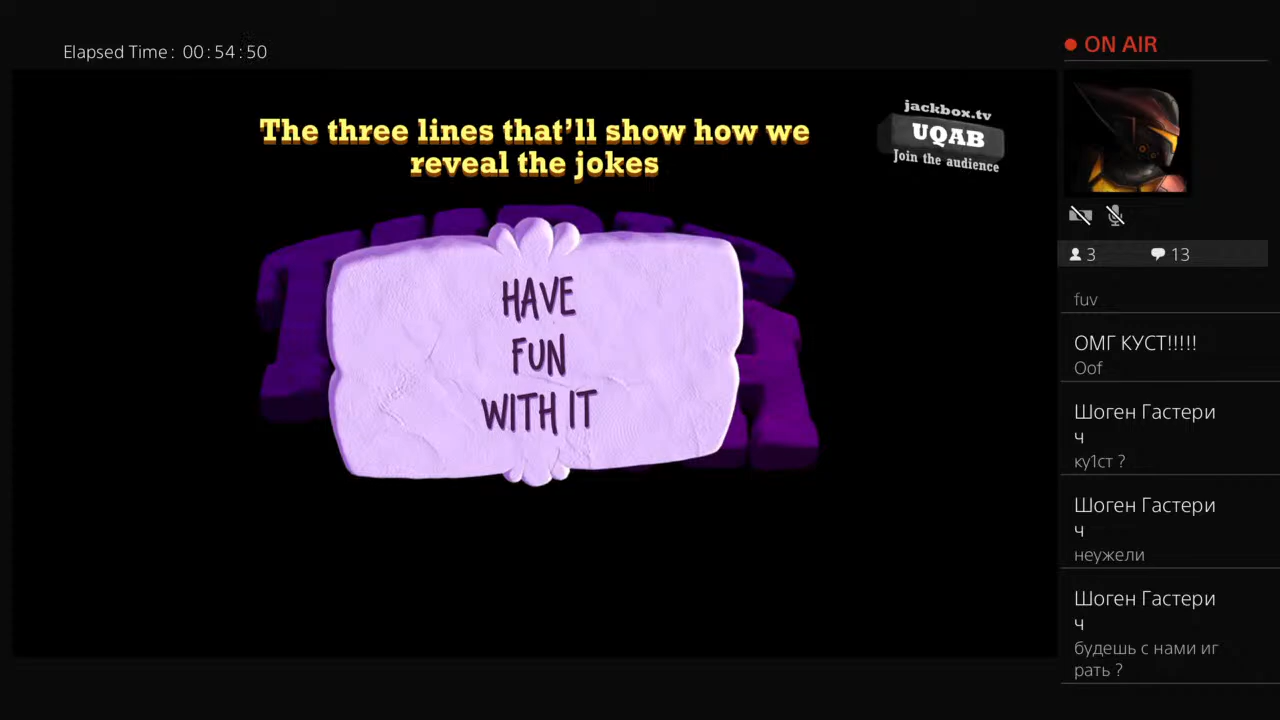 Elapsed Time: 00:54:50
ON AIR
The three lines that'll show how we
reveal the jokes
jackbox.tv
UQAB
Join the audience
HAVE
FUN
WITH IT
3
13
fuv
ОМГ КУСТ!!!!!
Oof
Шоген Гастери
ч
ку1ст ?
Шоген Гастери
ч
неужели
Шоген Гастери
ч
будешь с нами иг
рать ?